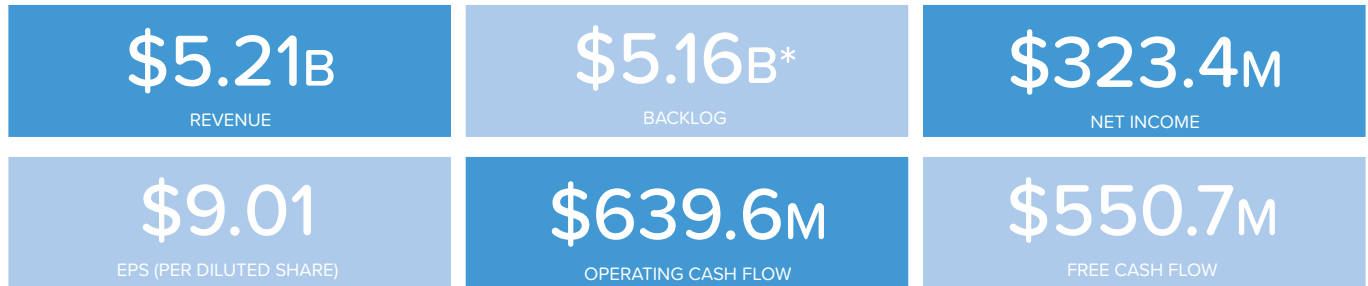 $5.21B
REVENUE
$5.16B*
BACKLOG
$323.4M
NET INCOME
$9.01
EPS (PER DILUTED SHARE)
$639.6M
OPERATING CASH FLOW
$550.7M
FREE CASH FLOW